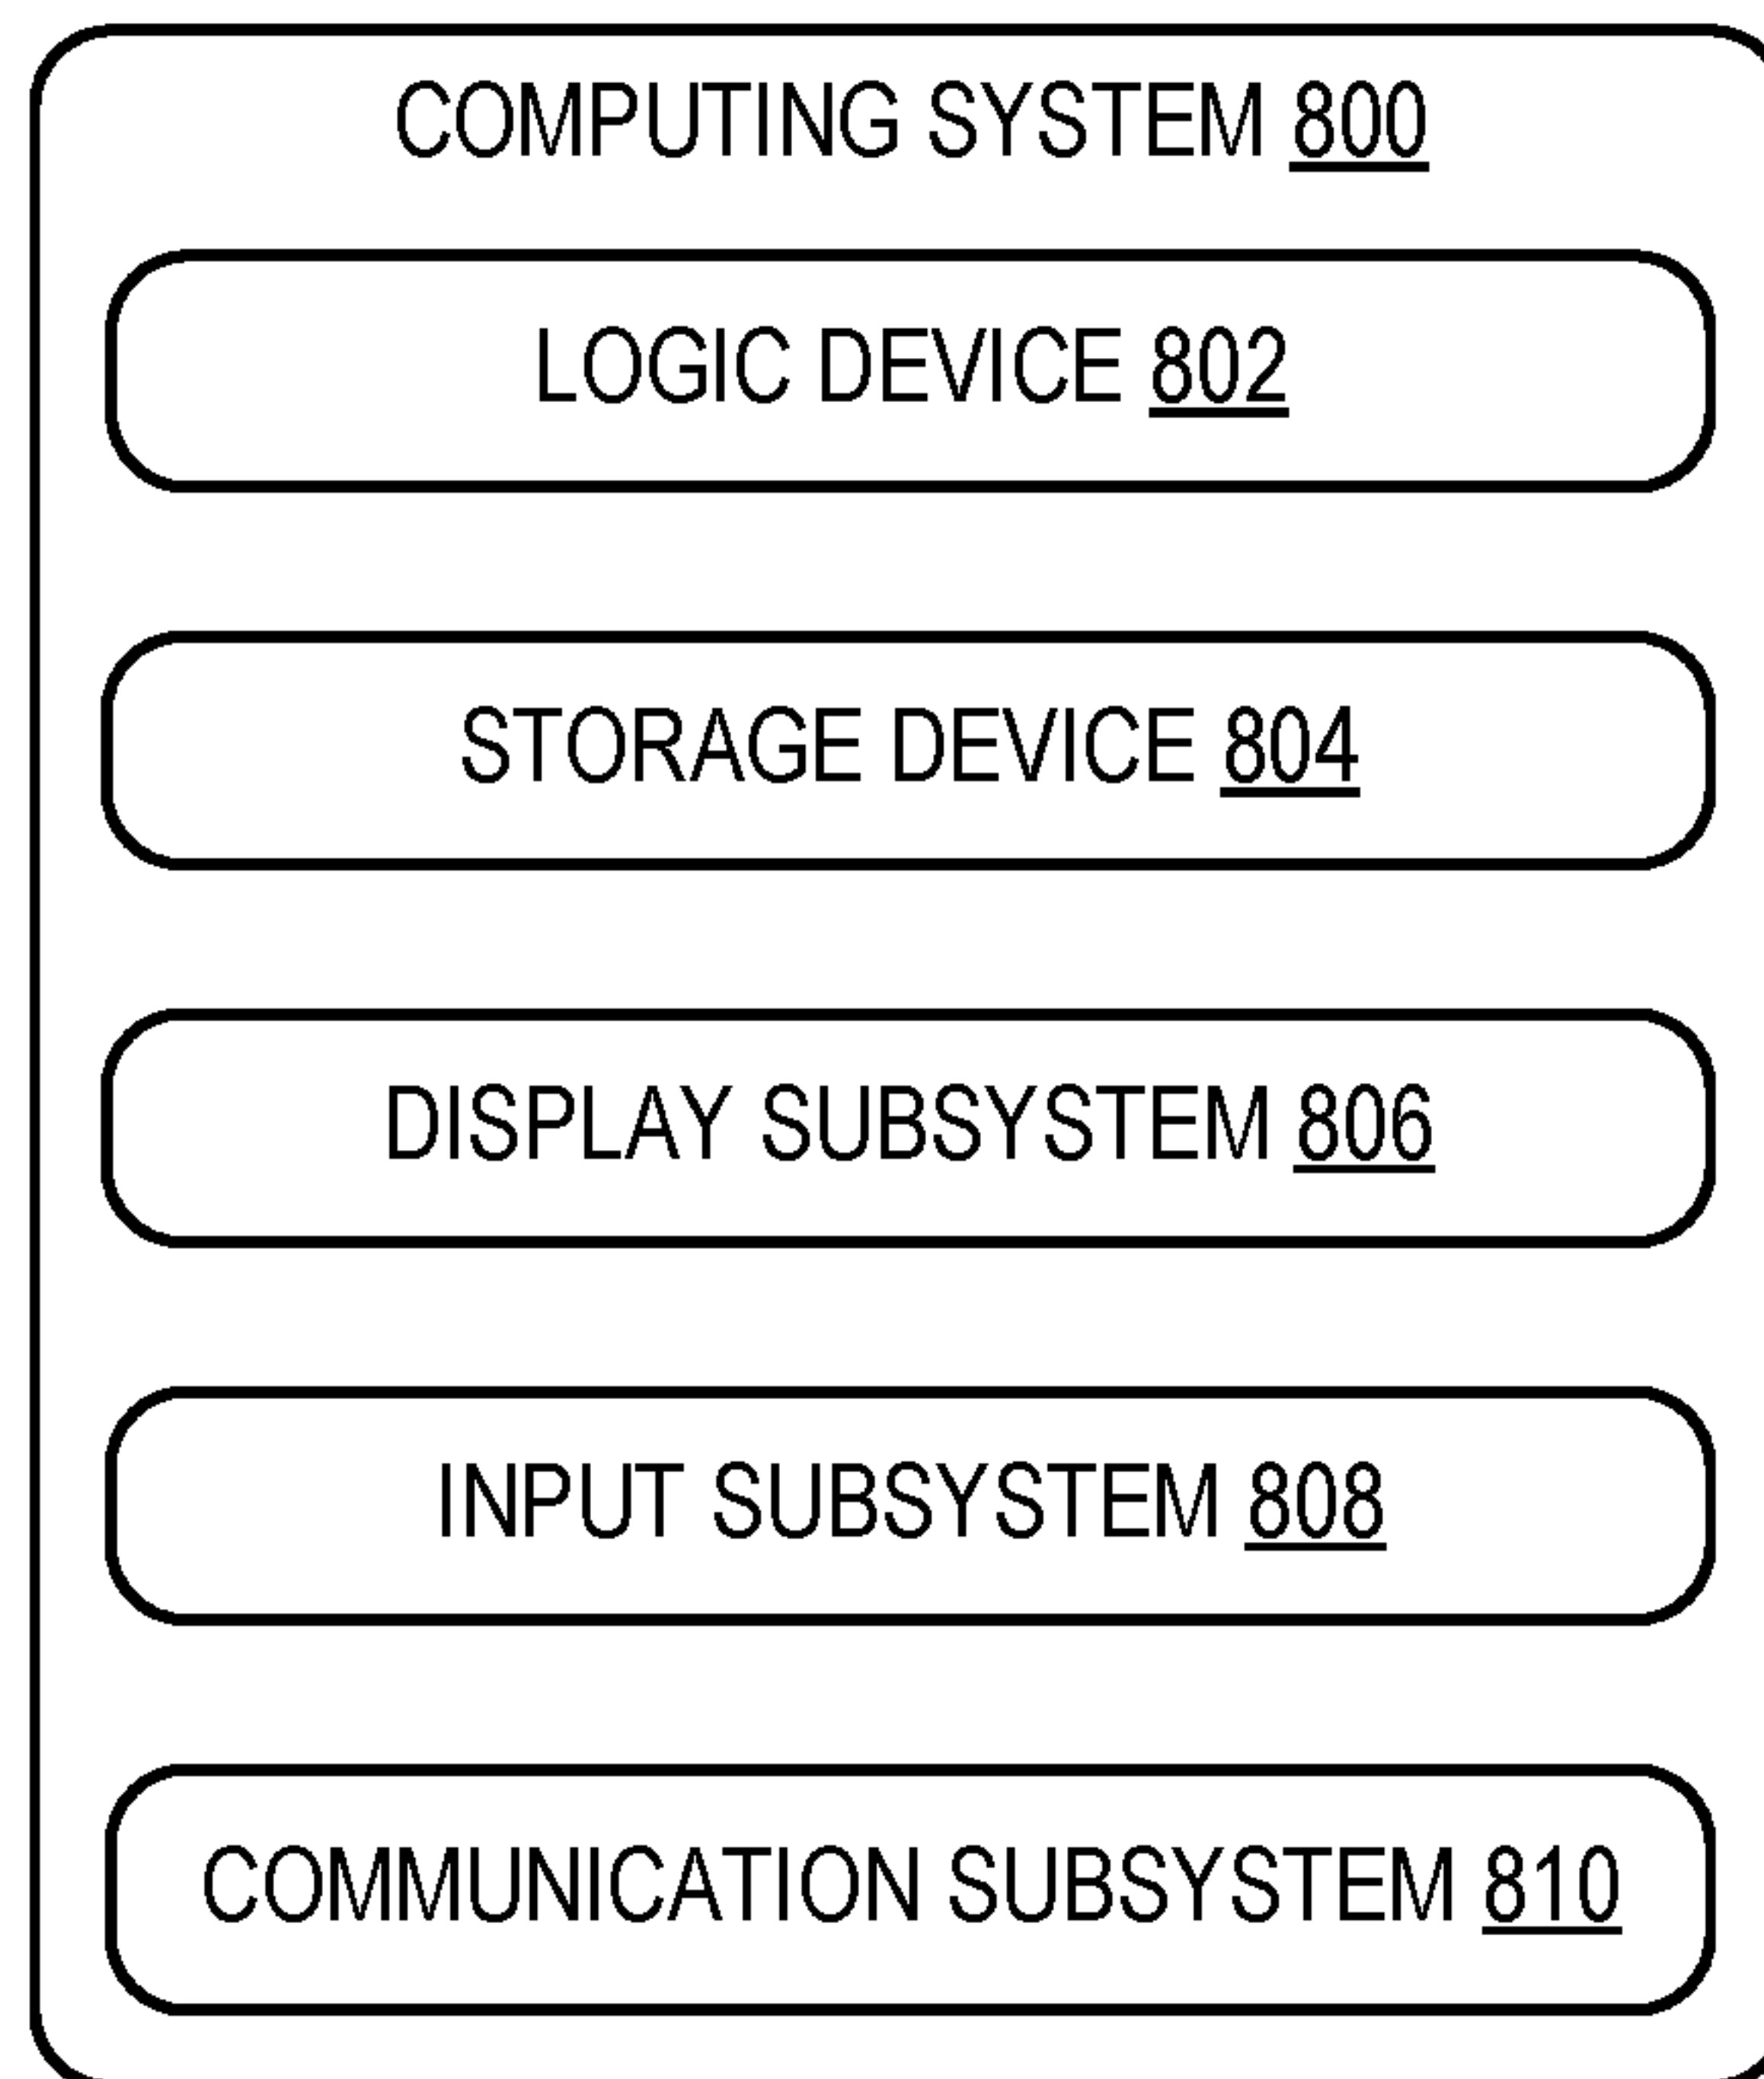 COMPUTING SYSTEM 800
LOGIC DEVICE 802
STORAGE DEVICE 804
DISPLAY SUBSYSTEM 806
INPUT SUBSYSTEM 808
COMMUNICATION SUBSYSTEM 810